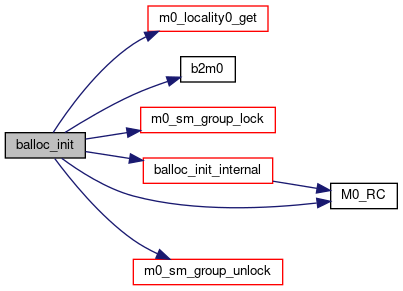 m0_locality0_get
b2m0
m0_sm_group_lock
balloc_init
balloc_init_internal
M0_RC
m0_sm_group_unlock